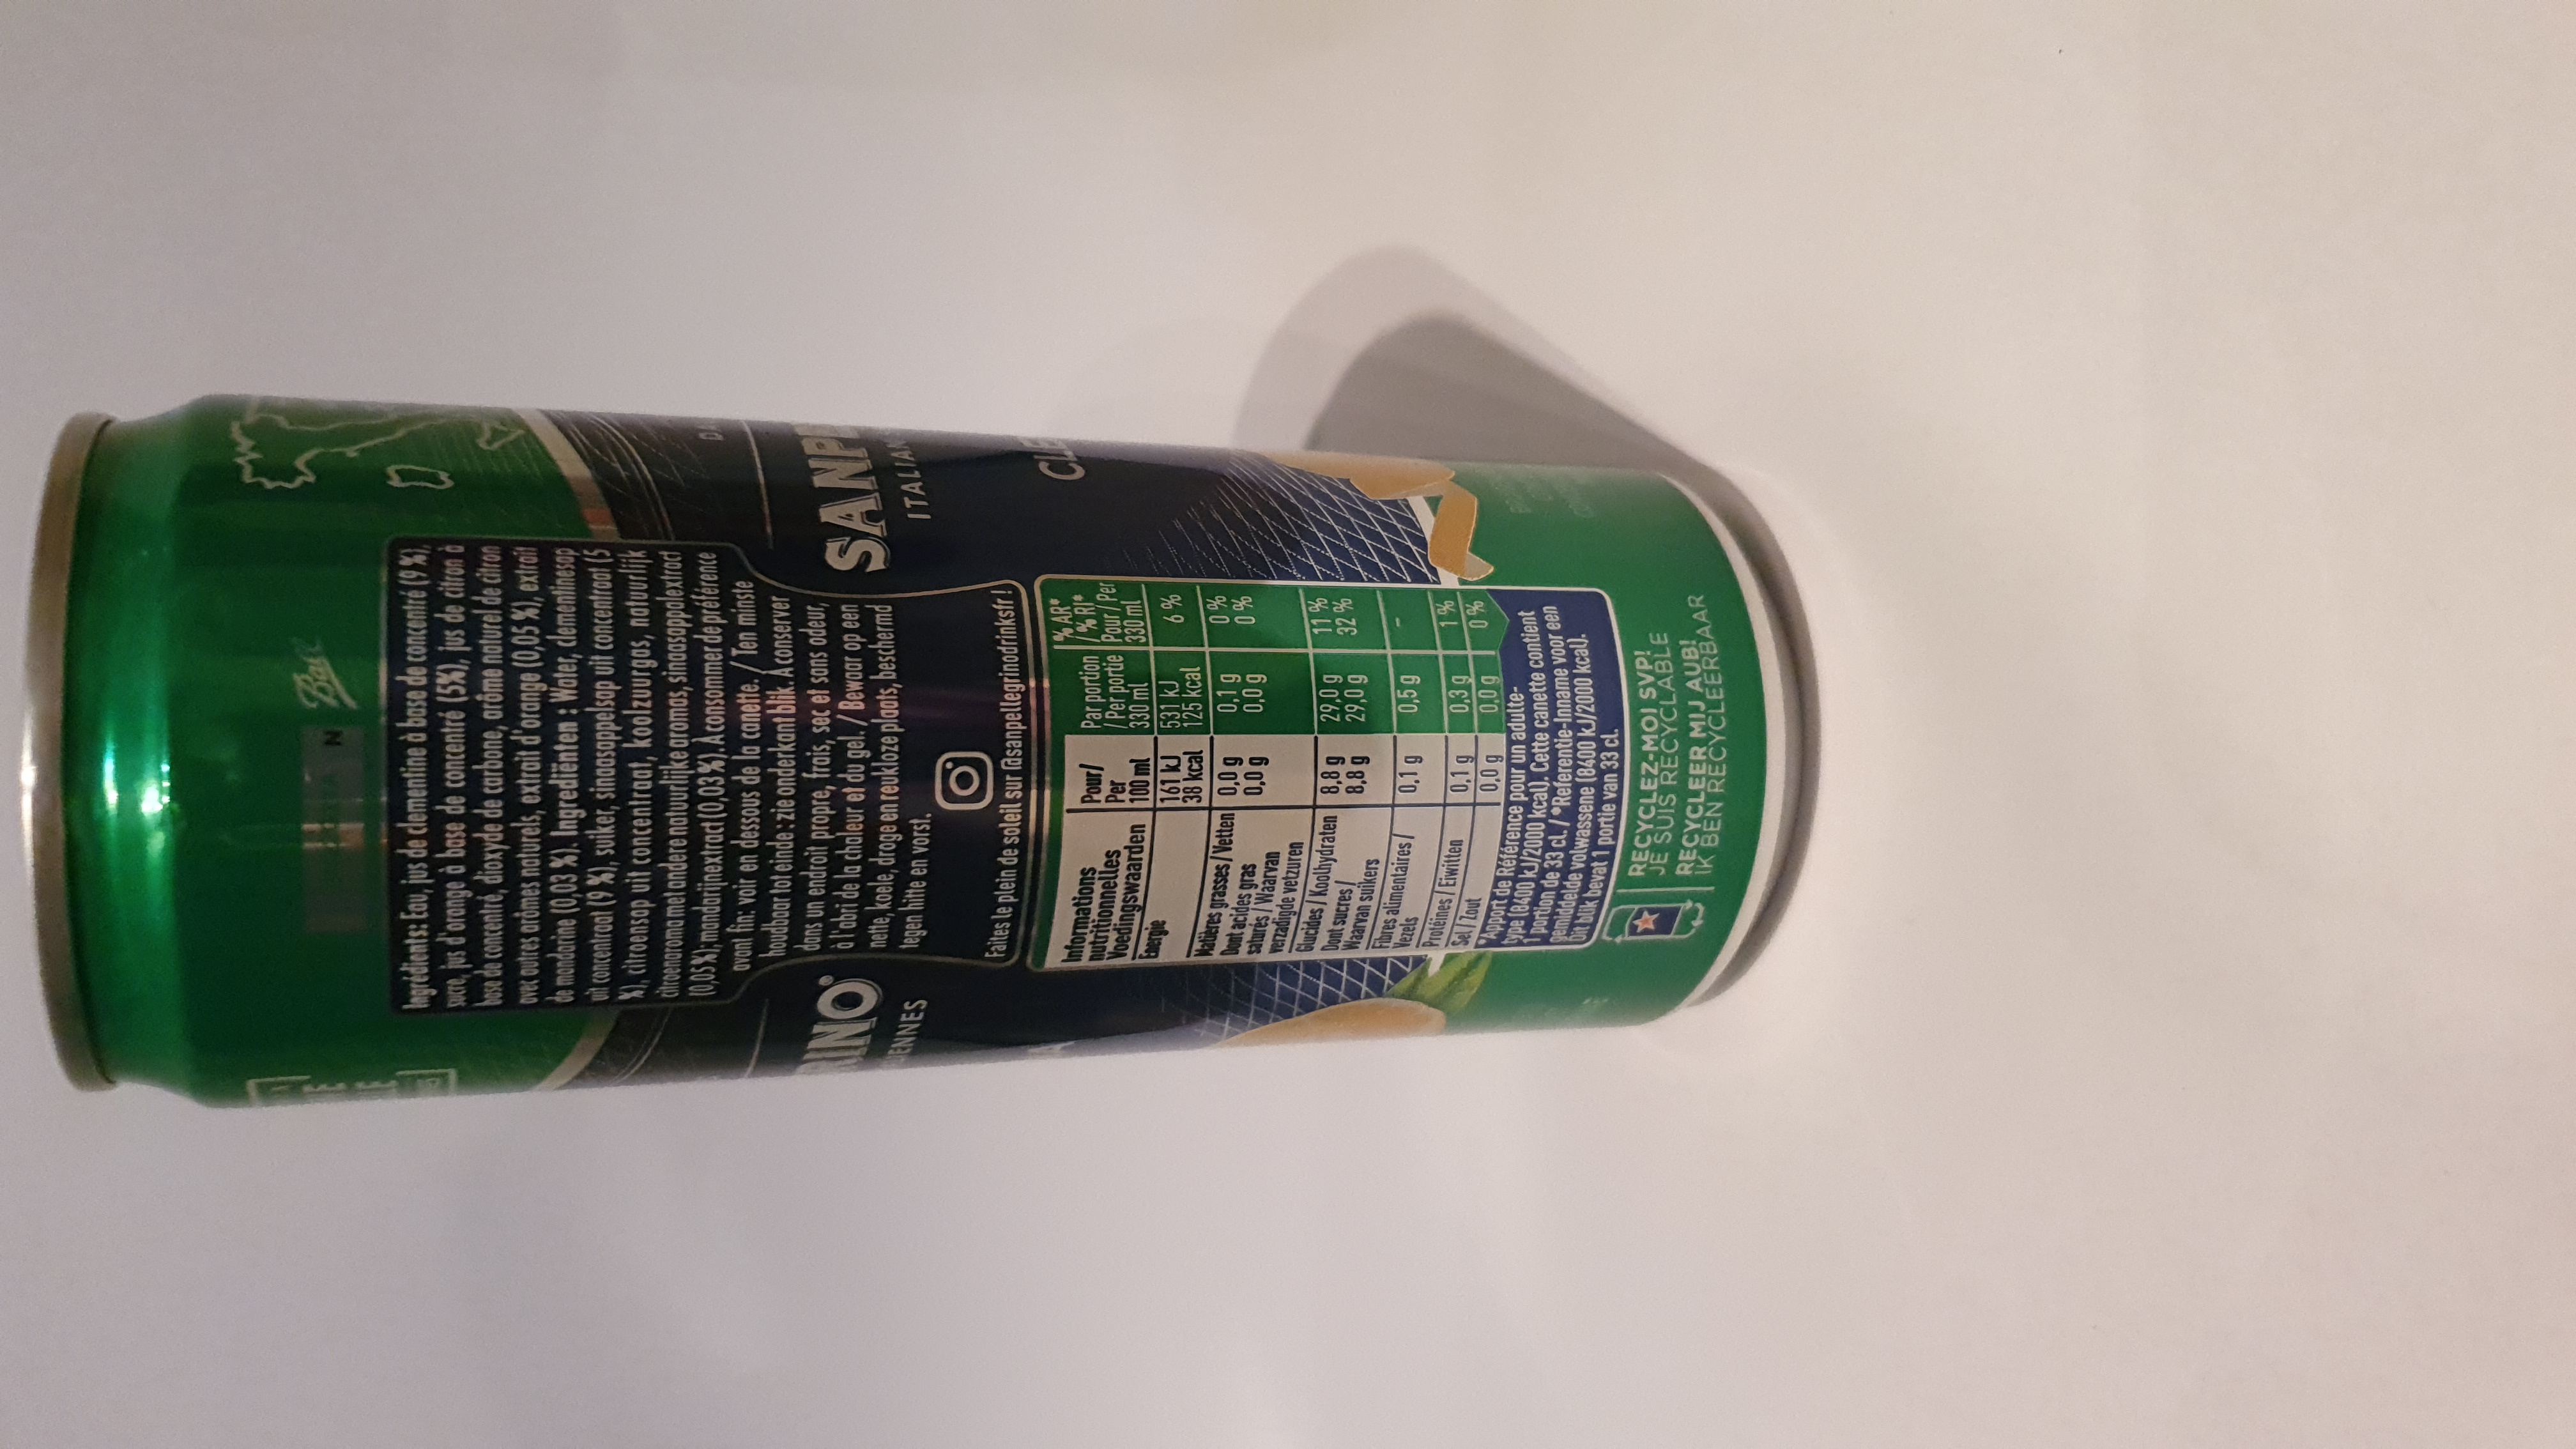 N Ball
Ingrédients: Eau, jus de clementine à base de concentré (9 %),
sucre, jus d'orange à base de concentré (5%), jus de citron à
base de concentré, dioxyde de carbone, arôme naturel de citron
avec autres arômes naturels, extrait d'orange (0,05 %), extrait
de mandarine (0,03 %). Ingrediënten : Water, clementinesap
uit concentraat (9 %), suiker, sinaasappelsap uit concentraat (5
%), citroensap uit concentraat, koolzuurgas, natuurlijk
citroenaroma met andere natuurlijke aromas, sinaasappalextract
(0,05%); mandarijnextract (0,03%). À consommer de préférence
avant fin: voir en dessous de la canette. / Ten minste
houdbaar tot einde : zie onderkant blik. À conserver
dans un endroit propre, frais, sec et sans odeur,
à l'abri de la chaleur et du gel. / Bewaar op een
nette, koele, droge en reukloze plaats, beschermd
tegen hitte en vorst.
Faites le plein de soleil sur @sanpellegrinodrinksfr !
RINO®
IENNES
A
SANP
ITALIAN
CLE
Informations
nutritionnelles
Voedingswaarden
Pour/
Per
100 ml
Par portion
/ Per portie
330 ml
% AR*
/ % RI*
Pour / Per
330 ml
Energie
161 kJ 531 kJ 6 %
38 kcal 125 kcal
Matières grasses / Vetten 0,0 g 0,1 g 0 %
Dont acides gras 0,0 g 0,0 g 0 %
saturés / Waarvan
verzadigde vetzuren
Glucides / Koolhydraten 8,8 g 29,0 g 11 %
Dont sucres / 8,8 g 29,0 g 32 %
Waarvan suikers
Fibres alimentaires / 0,1 g 0,5 g -
Vezels
Protéines / Eiwitten 0,1 g 0,3 g 1 %
Sel / Zout 0,0 g 0,0 g 0 %
*Apport de Référence pour un adulte-
type (8400 kJ/2000 kcal). Cette canette contient
1 portion de 33 cl. / *Referentie-Inname voor een
gemiddelde volwassene (8400 kJ/2000 kcal).
Dit blik bevat 1 portie van 33 cl.
RECYCLEZ-MOI SVP!
JE SUIS RECYCLABLE
RECYCLEER MIJ AUB!
IK BEN RECYCLEERBAAR